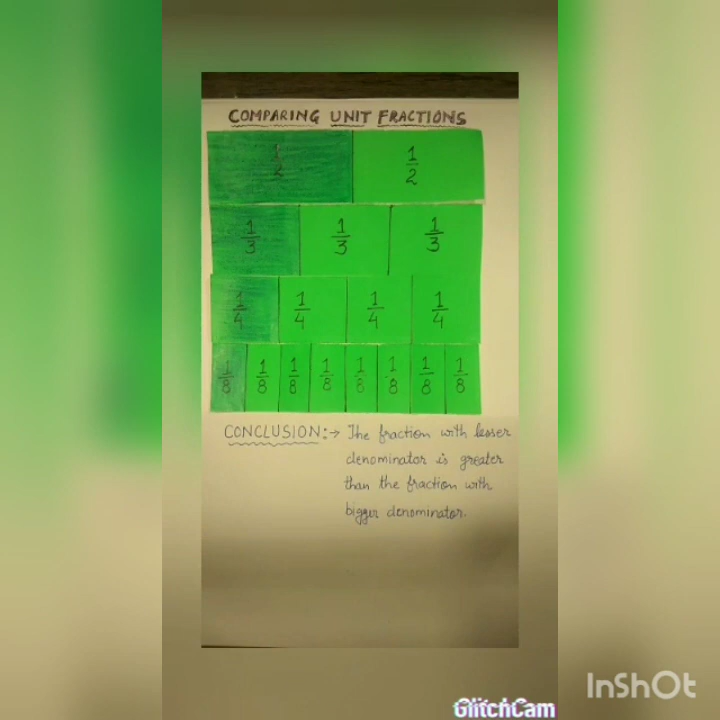 COMPARING UNIT FRACTIONS
1/2 1/2
1/3 1/3 1/3
1/4 1/4 1/4 1/4
1/8 1/8 1/8 1/8 1/8 1/8 1/8 1/8
CONCLUSION:→ The fraction with lesser
denominator is greater
than the fraction with
bigger denominator.
InShOt
GlitchCam